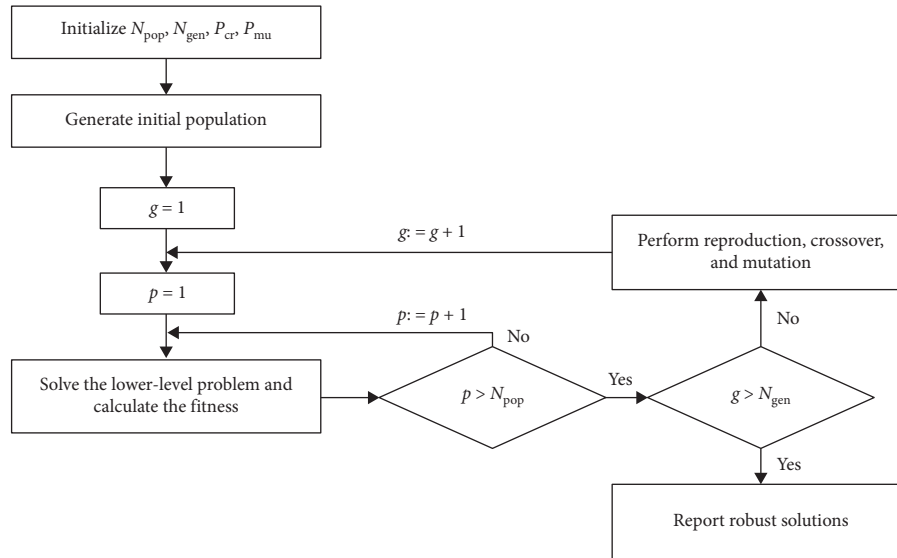 Initialize N_pop, N_gen, P_cr, P_mu
Generate initial population
g = 1
g: = g + 1
Perform reproduction, crossover,
and mutation
p = 1
p: = p + 1
No
No
Solve the lower-level problem and
calculate the fitness
p > N_pop
Yes
g > N_gen
Yes
Report robust solutions